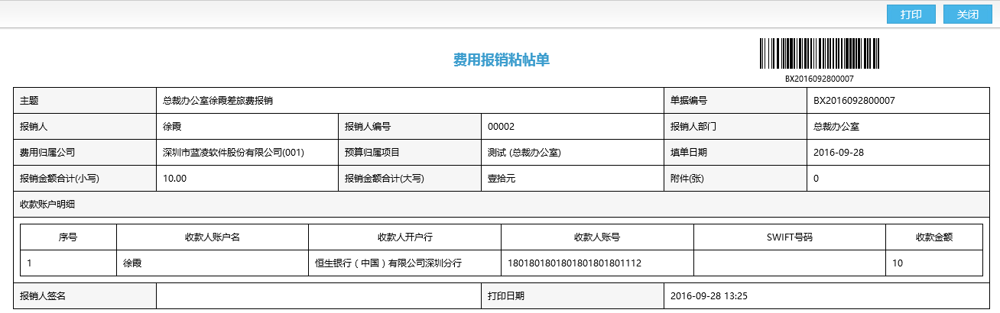 打印 关闭
费用报销粘帖单
BX2016092800007
主题 总裁办公室徐霞差旅费报销 单据编号 BX2016092800007
报销人 徐霞 报销人编号 00002 报销人部门 总裁办公室
费用归属公司 深圳市蓝凌软件股份有限公司(001) 预算归属项目 测试 (总裁办公室) 填单日期 2016-09-28
报销金额合计(小写) 10.00 报销金额合计(大写) 壹拾元 附件(张) 0
收款账户明细
序号 收款人账户名 收款人开户行 收款人账号 SWIFT号码 收款金额
1 徐霞 恒生银行（中国）有限公司深圳分行 1801801801801801801801112 10
报销人签名 打印日期 2016-09-28 13:25